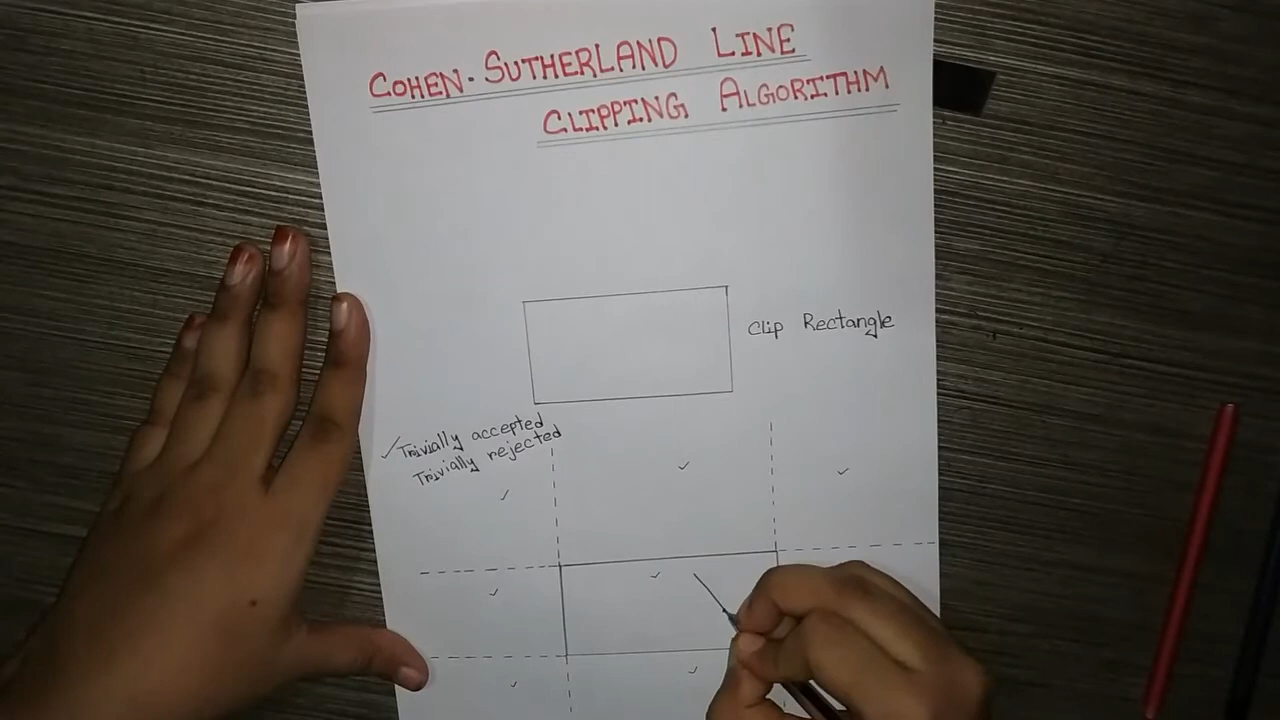 COHEN-SUTHERLAND LINE
CLIPPING ALGORITHM
Clip Rectangle
✓Trivially accepted
Trivially rejected